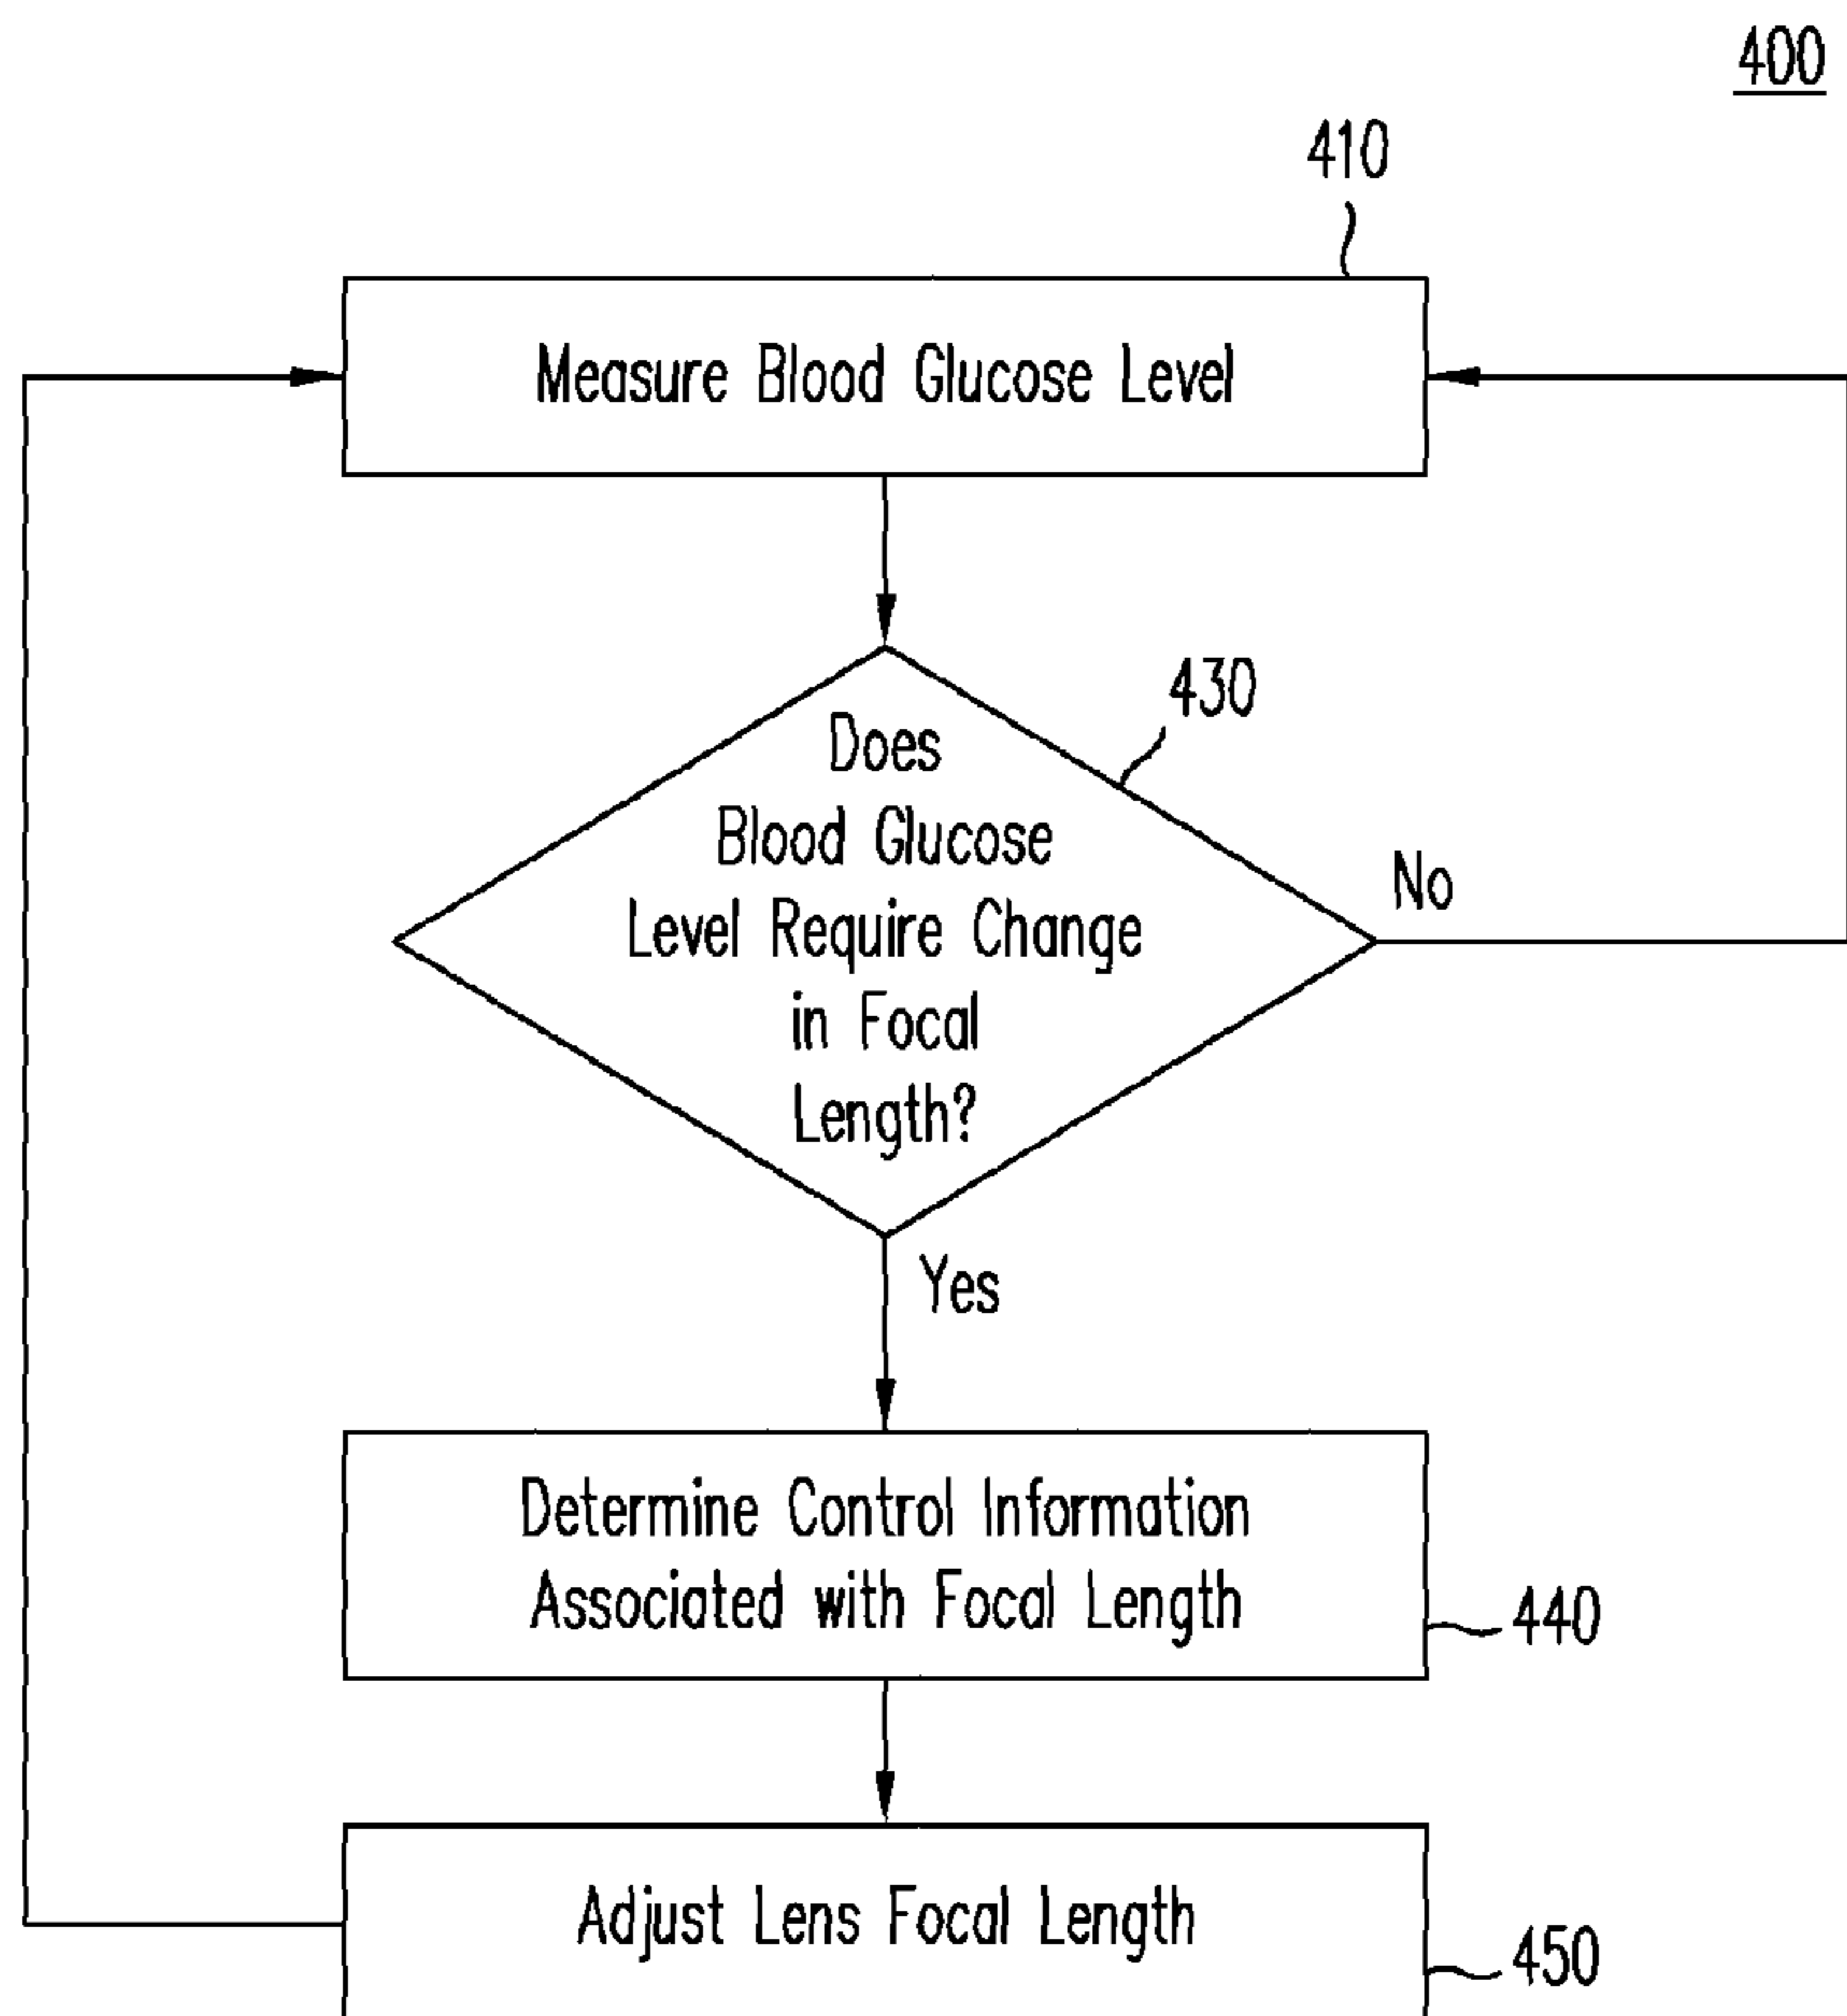 400
410
Measure Blood Glucose Level
430
Does
Blood Glucose
Level Require Change
in Focal
Length?
No
Yes
Determine Control Information
Associated with Focal Length
440
Adjust Lens Focal Length
450